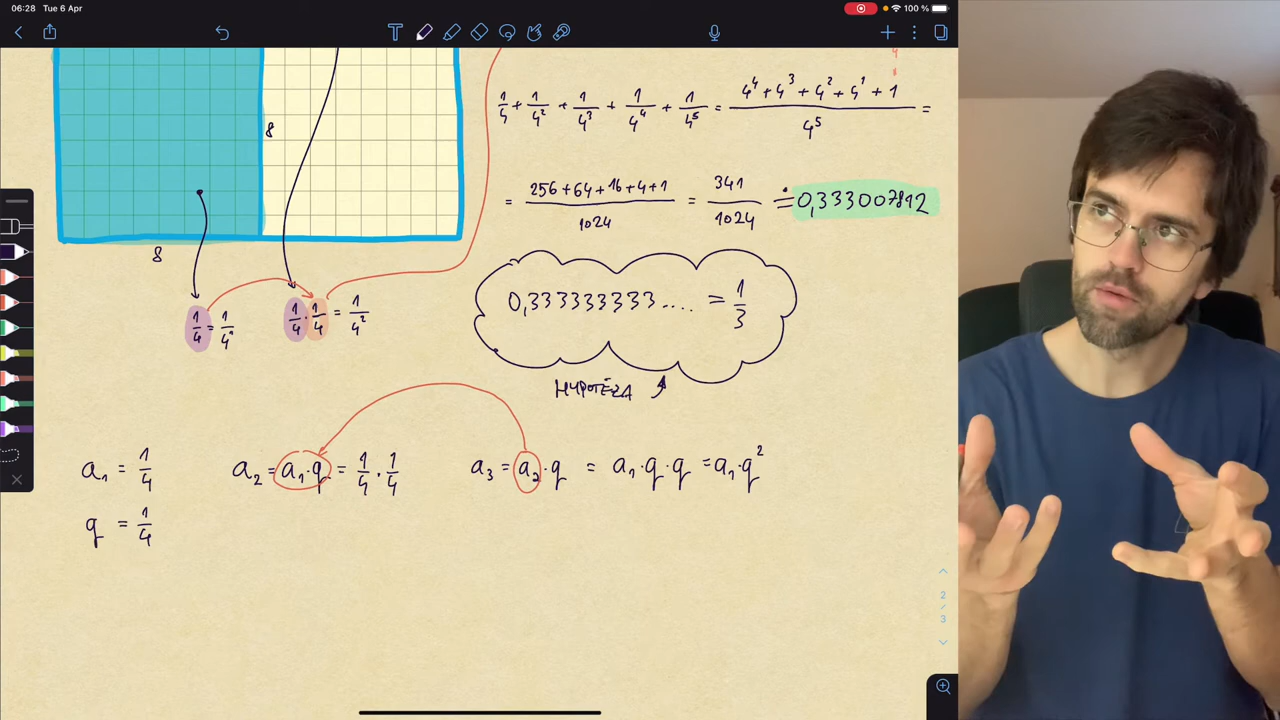 06:28 Tue 6 Apr 100 %
4
1/4 + 1/4² + 1/4³ + 1/4⁴ + 1/4⁵ = (4⁴ + 4³ + 4² + 4¹ + 1)/4⁵ =
8
= (256 + 64 + 16 + 4 + 1)/1024 = 341/1024 ≐ 0,333007812
8
1/4 = 1/4¹ 1/4 · 1/4 = 1/4²
0,333333333.... = 1/3
HYPOTÉZA
a₁ = 1/4 a₂ = a₁·q = 1/4 · 1/4 a₃ = a₂·q = a₁·q·q = a₁·q²
q = 1/4
2
/
3